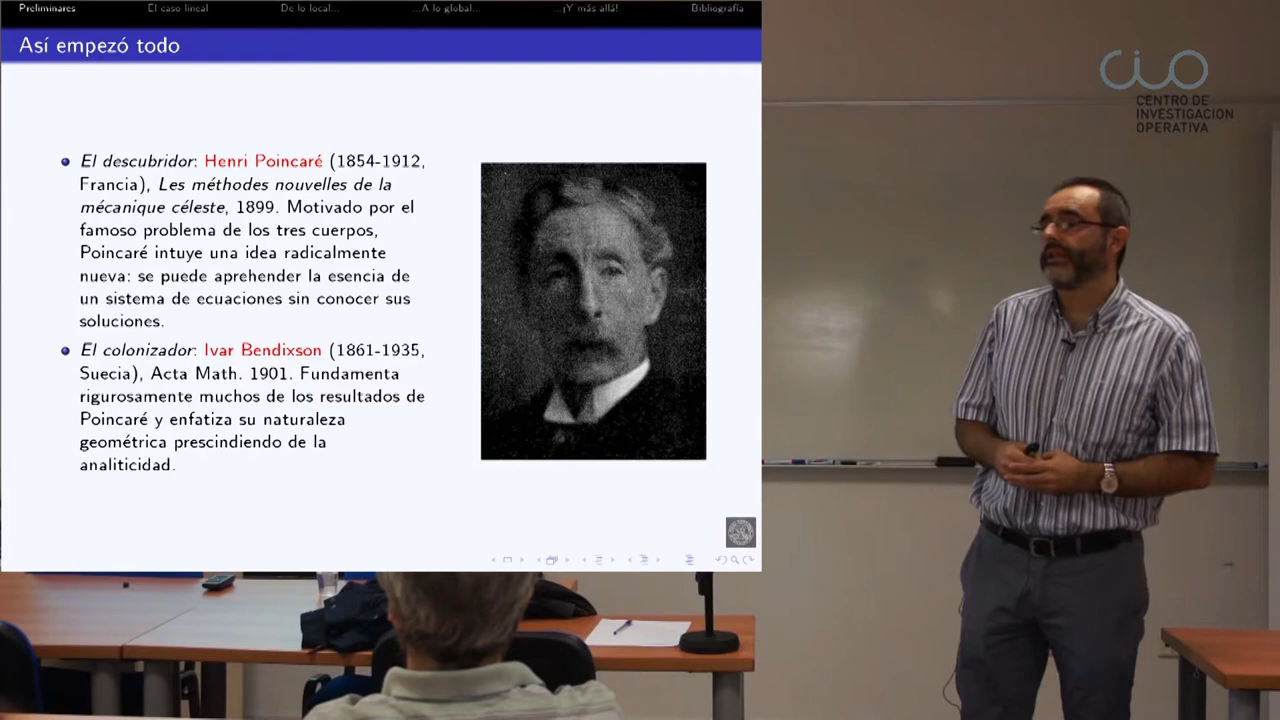 Preliminares El caso lineal De lo local... ...A lo global... ...¡Y más allá! Bibliografía
Así empezó todo
El descubridor: Henri Poincaré (1854-1912,
Francia), Les méthodes nouvelles de la
mécanique céleste, 1899. Motivado por el
famoso problema de los tres cuerpos,
Poincaré intuye una idea radicalmente
nueva: se puede aprehender la esencia de
un sistema de ecuaciones sin conocer sus
soluciones.
El colonizador: Ivar Bendixson (1861-1935,
Suecia), Acta Math. 1901. Fundamenta
rigurosamente muchos de los resultados de
Poincaré y enfatiza su naturaleza
geométrica prescindiendo de la
analiticidad.
CIO
CENTRO DE
INVESTIGACION
OPERATIVA